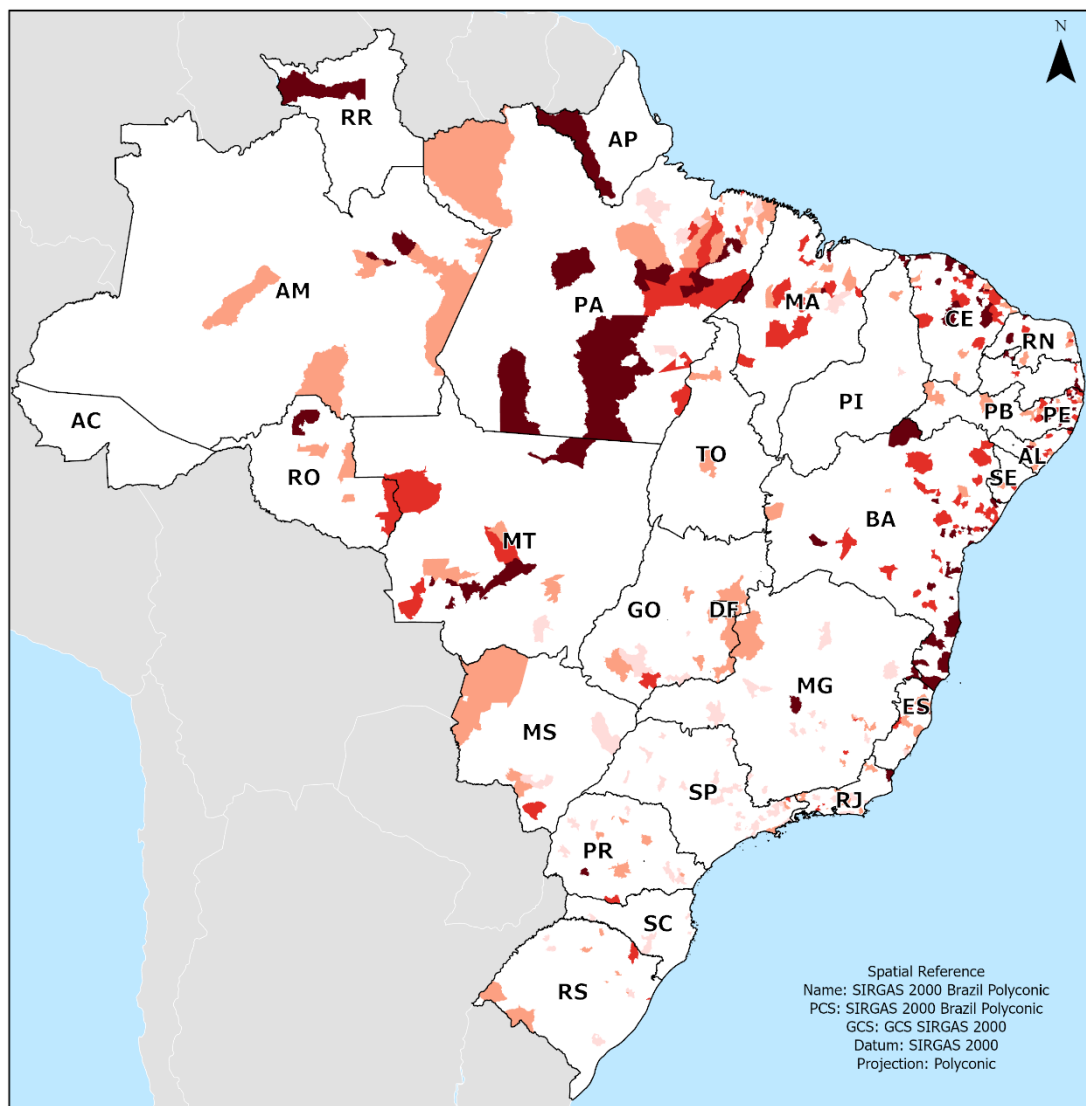 N
RR
AP
AM
PA
MA
CE
RN
PI
PB
PE
AC
TO
AL
RO
SE
BA
MT
GO
DF
MG
ES
MS
SP
RJ
PR
SC
RS
Spatial Reference
Name: SIRGAS 2000 Brazil Polyconic
PCS: SIRGAS 2000 Brazil Polyconic
GCS: GCS SIRGAS 2000
Datum: SIRGAS 2000
Projection: Polyconic